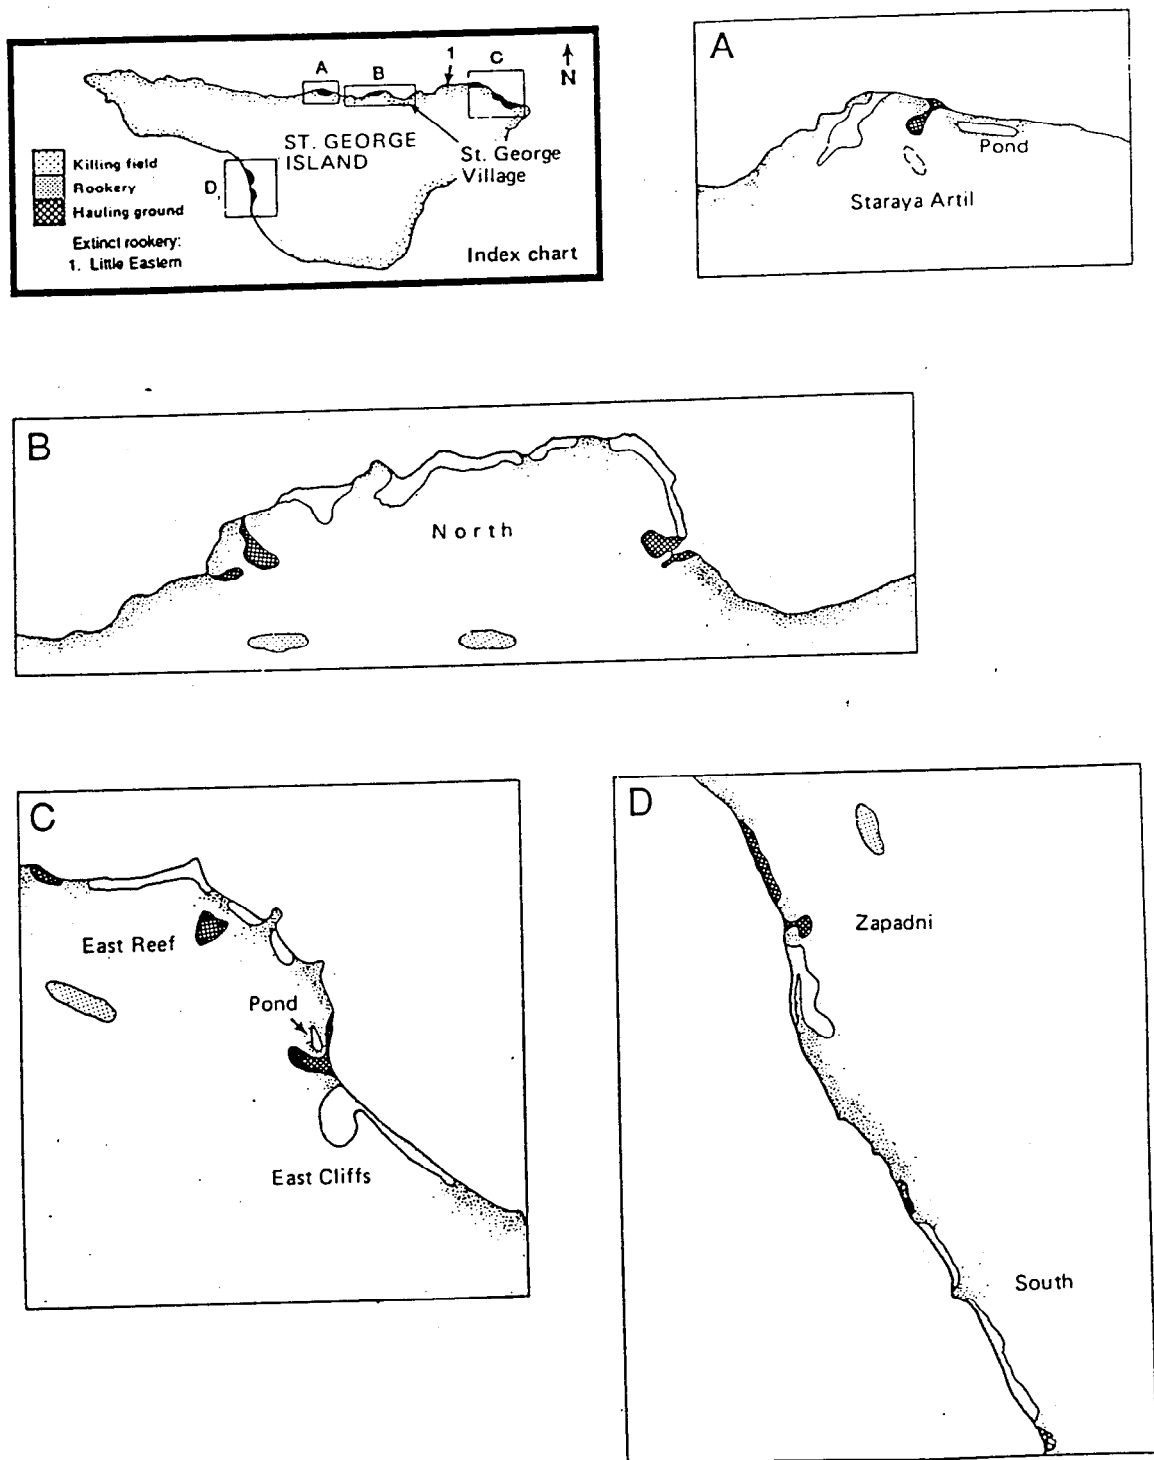 A
B
1
C
N
ST. GEORGE
ISLAND
St. George
Village
D
Killing field
Rookery
Hauling ground
Extinct rookery:
1. Little Eastern
Index chart
A
Pond
Staraya Artil
B
North
C
East Reef
Pond
East Cliffs
D
Zapadni
South